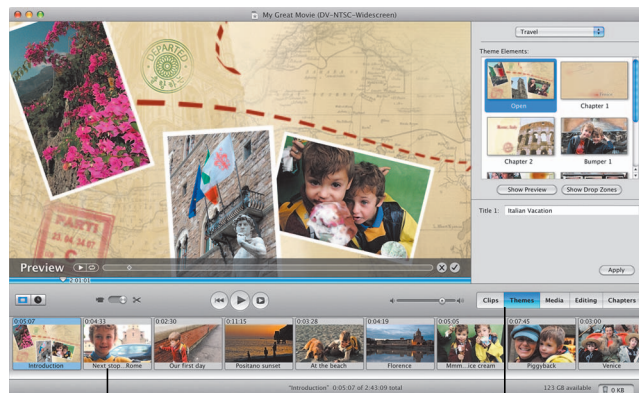 My Great Movie (DV-NTSC-Widescreen)
Travel
Theme Elements:
Open
Chapter 1
Chapter 2
Bumper 1
Show Preview
Show Drop Zones
Title 1:
Italian Vacation
Apply
DEPARTED
PARTI
Preview
2:01:01
Clips
Themes
Media
Editing
Chapters
0:05:07
0:04:33
0:02:30
0:11:15
0:03:28
0:04:19
0:05:05
0:07:45
0:03:00
Introduction
Next stop...Rome
Our first day
Positano sunset
At the beach
Florence
Mmm...ice cream
Piggyback
Venice
"Introduction" 0:05:07 of 2:43:09 total
123 GB available
0 KB